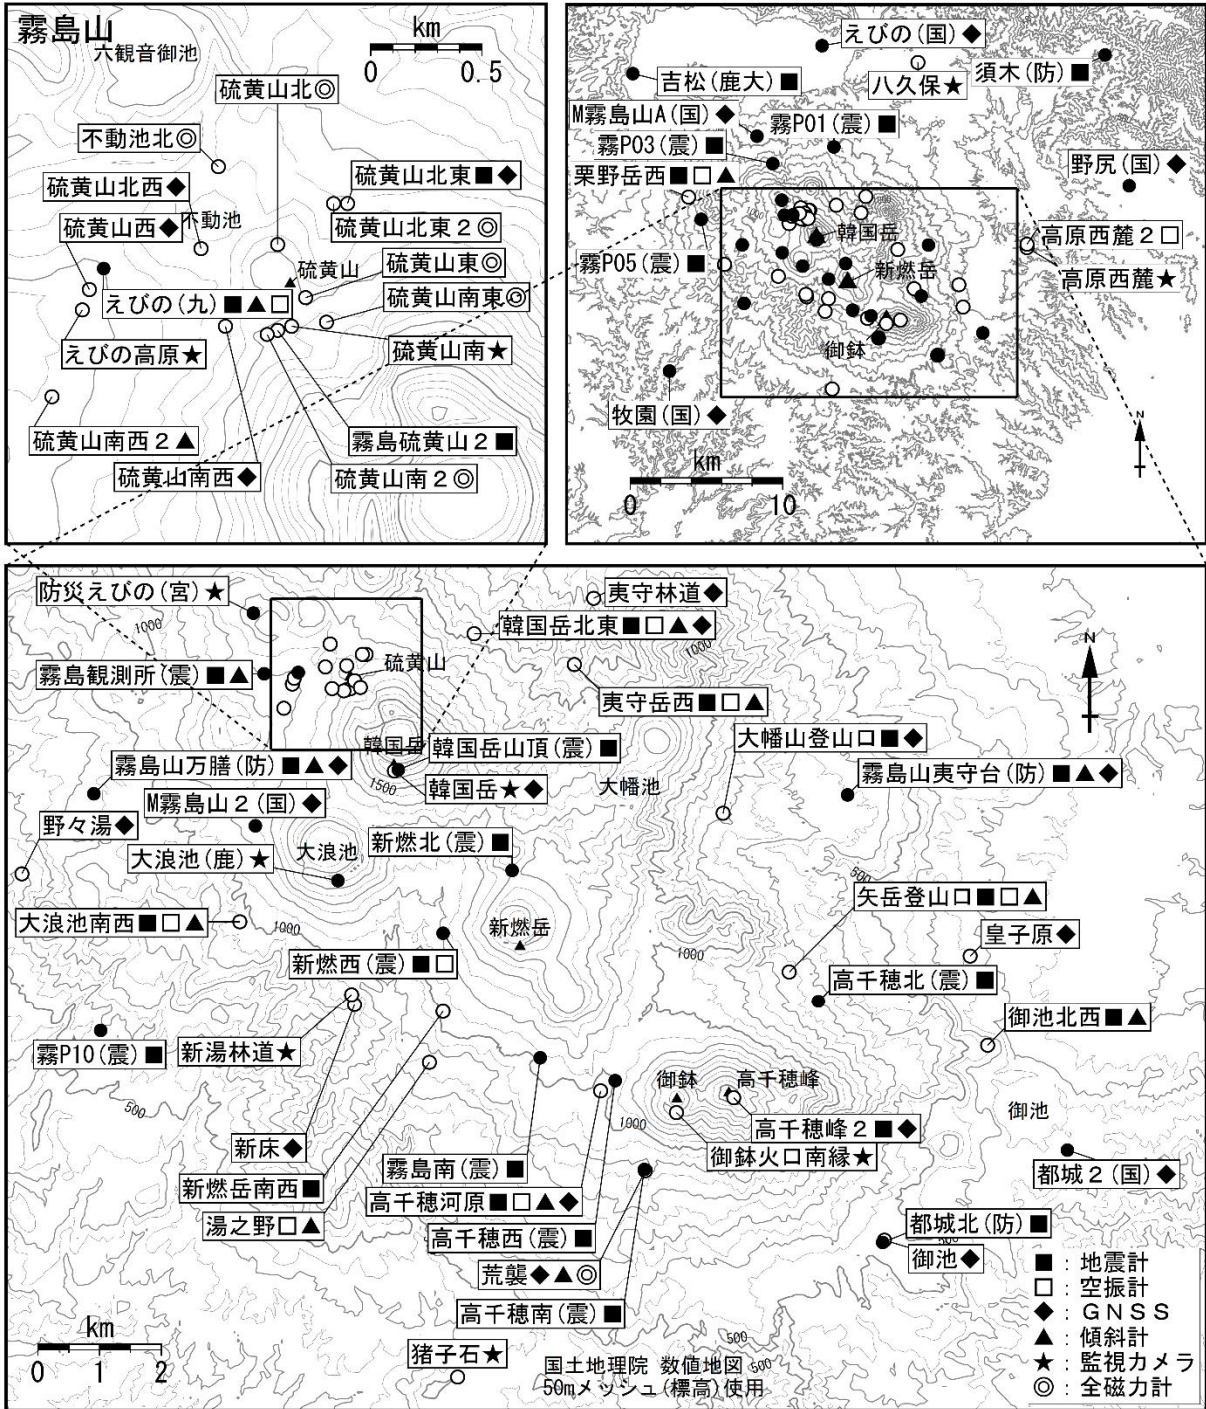 霧島山
六観音御池
km
0 0.5
硫黄山北◎
不動池北◎
硫黄山北東■◆
硫黄山北西◆
不動池
硫黄山北東2◎
硫黄山西◆
硫黄山
硫黄山東◎
えびの(九)■▲□
硫黄山南東◎
えびの高原★
硫黄山南★
硫黄山南西2▲
霧島硫黄山2■
硫黄山南西◆
硫黄山南2◎
えびの(国)◆
吉松(鹿大)■
八久保★
須木(防)■
M霧島山A(国)◆
霧P01(震)■
霧P03(震)■
野尻(国)◆
栗野岳西■□▲
韓国岳
高原西麓2□
霧P05(震)■
新燃岳
高原西麓★
御鉢
牧園(国)◆
N
km
0 10
防災えびの(宮)★
1000
夷守林道◆
韓国岳北東■□▲◆
1000
N
霧島観測所(震)■▲
硫黄山
夷守岳西■□▲
韓国岳
韓国岳山頂(震)■
大幡山登山口■◆
霧島山万膳(防)■▲◆
1500
韓国岳★◆
大幡池
霧島山夷守台(防)■▲◆
M霧島山2(国)◆
野々湯◆
大浪池
新燃北(震)■
大浪池(鹿)★
500
矢岳登山口■□▲
大浪池南西■□▲
1000
新燃岳
皇子原◆
新燃西(震)■□
1000
高千穂北(震)■
御池北西■▲
新湯林道★
霧P10(震)■
500
御鉢
高千穂峰
御池
1000
高千穂峰2■◆
新床◆
霧島南(震)■
御鉢火口南縁★
都城2(国)◆
新燃岳南西■
高千穂河原■□▲◆
湯之野□▲
高千穂西(震)■
都城北(防)■
500
御池◆
荒襲◆▲◎
高千穂南(震)■
■：地震計
□：空振計
◆：GNSS
▲：傾斜計
★：監視カメラ
◎：全磁力計
km
0 1 2
500
猪子石★
国土地理院 数値地図
500
50mメッシュ(標高)使用